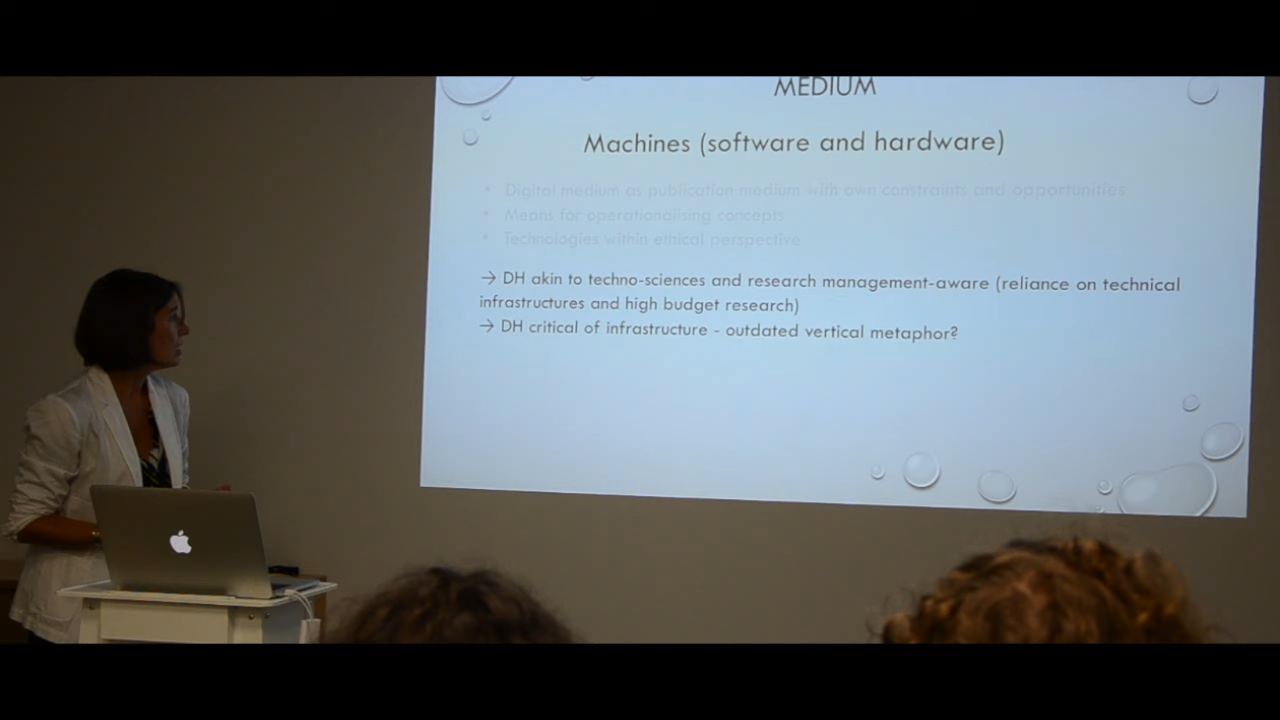 MEDIUM
Machines (software and hardware)
• Digital medium as publication medium with own constraints and opportunities
• Means for operationalising concepts
• Technologies within ethical perspective
→ DH akin to techno-sciences and research management-aware (reliance on technical
infrastructures and high budget research)
→ DH critical of infrastructure - outdated vertical metaphor?